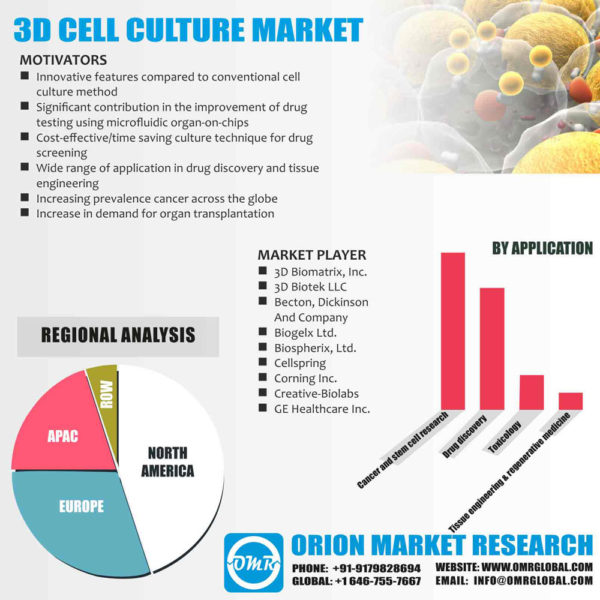 3D CELL CULTURE MARKET
MOTIVATORS
Innovative features compared to conventional cell
culture method
Significant contribution in the improvement of drug
testing using microfluidic organ-on-chips
Cost-effective/time saving culture technique for drug
screening
Wide range of application in drug discovery and tissue
engineering
Increasing prevalence cancer across the globe
Increase in demand for organ transplantation
MARKET PLAYER
3D Biomatrix, Inc.
3D Biotek LLC
Becton, Dickinson
And Company
Biogelx Ltd.
Biospherix, Ltd.
Cellspring
Corning Inc.
Creative-Biolabs
GE Healthcare Inc.
BY APPLICATION
Cancer and stem cell research
Drug discovery
Toxicology
Tissue engineering & regenerative medicine
REGIONAL ANALYSIS
ROW
APAC
NORTH
AMERICA
EUROPE
OMR
ORION MARKET RESEARCH
PHONE: +91-9179828694 WEBSITE: WWW.OMRGLOBAL.COM
GLOBAL: +1 646-755-7667 EMAIL: INFO@OMRGLOBAL.COM